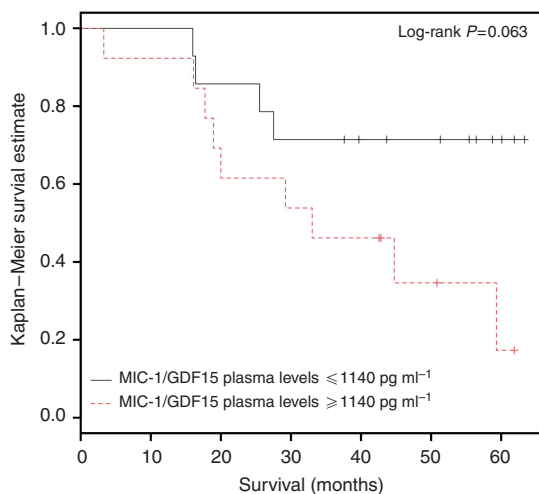 Log-rank P=0.063
Kaplan–Meier survial estimate
1.0
0.8
0.6
0.4
0.2
0.0
MIC-1/GDF15 plasma levels ⩽1140 pg ml⁻¹
MIC-1/GDF15 plasma levels ⩾1140 pg ml⁻¹
0 10 20 30 40 50 60
Survival (months)